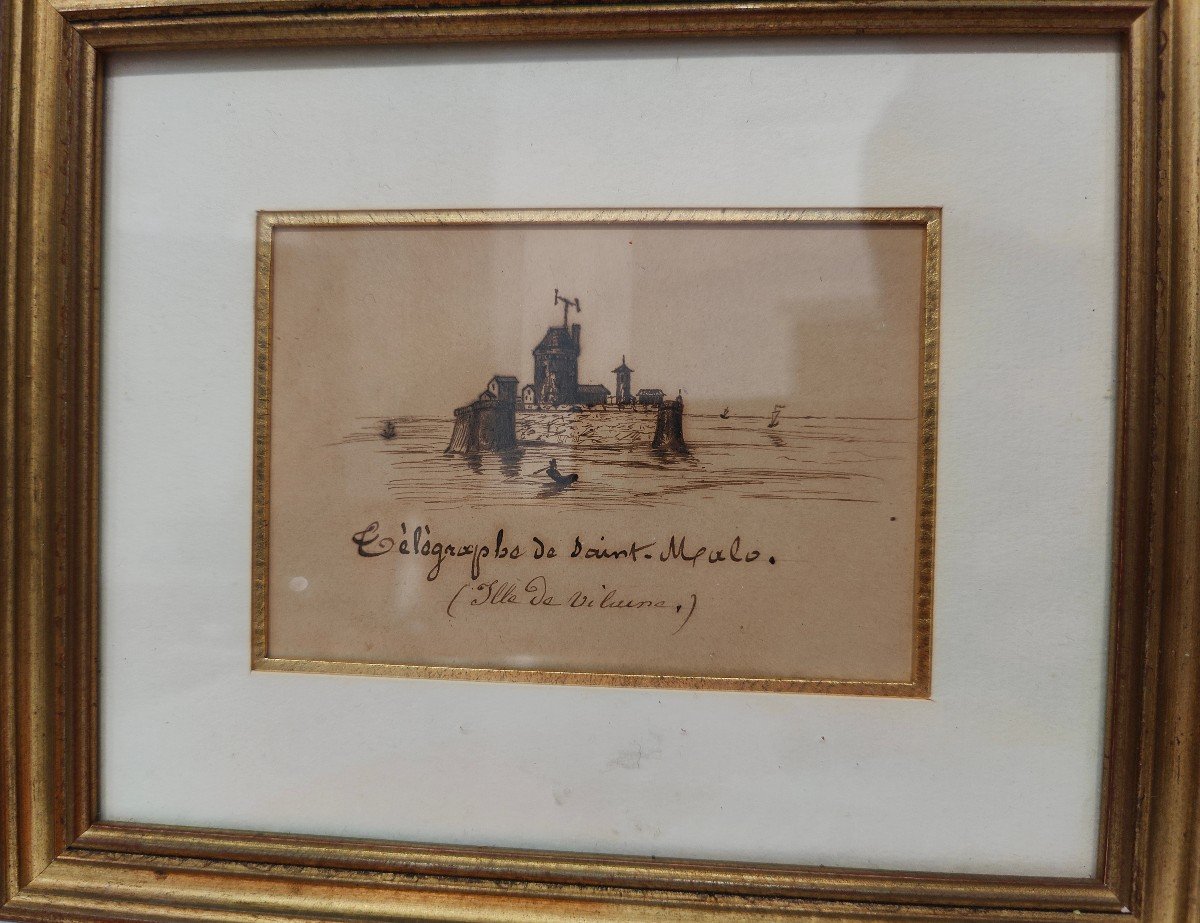 Télégraphe de Saint-Malo.
(Ille de Vilaine.)